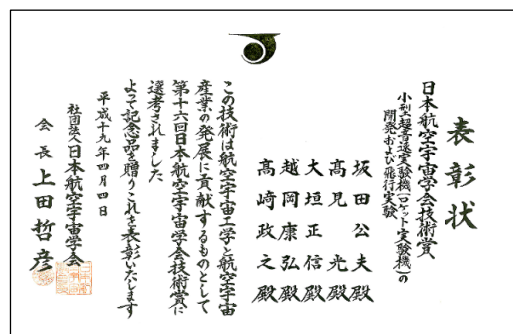 表彰状
日本航空宇宙学会技術賞
小型超音速実験機(ロケット実験機)の
開発および飛行実験
坂田公夫殿
髙見光殿
大垣正信殿
越岡康弘殿
髙崎政之殿
この技術は航空宇宙工学と航空宇宙
産業の発展に貢献するものとして
第十六回日本航空宇宙学会技術賞に
選考されました
よって記念品を贈りこれを表彰いたします
平成十九年四月四日
社団法人日本航空宇宙学会
会長上田哲彦